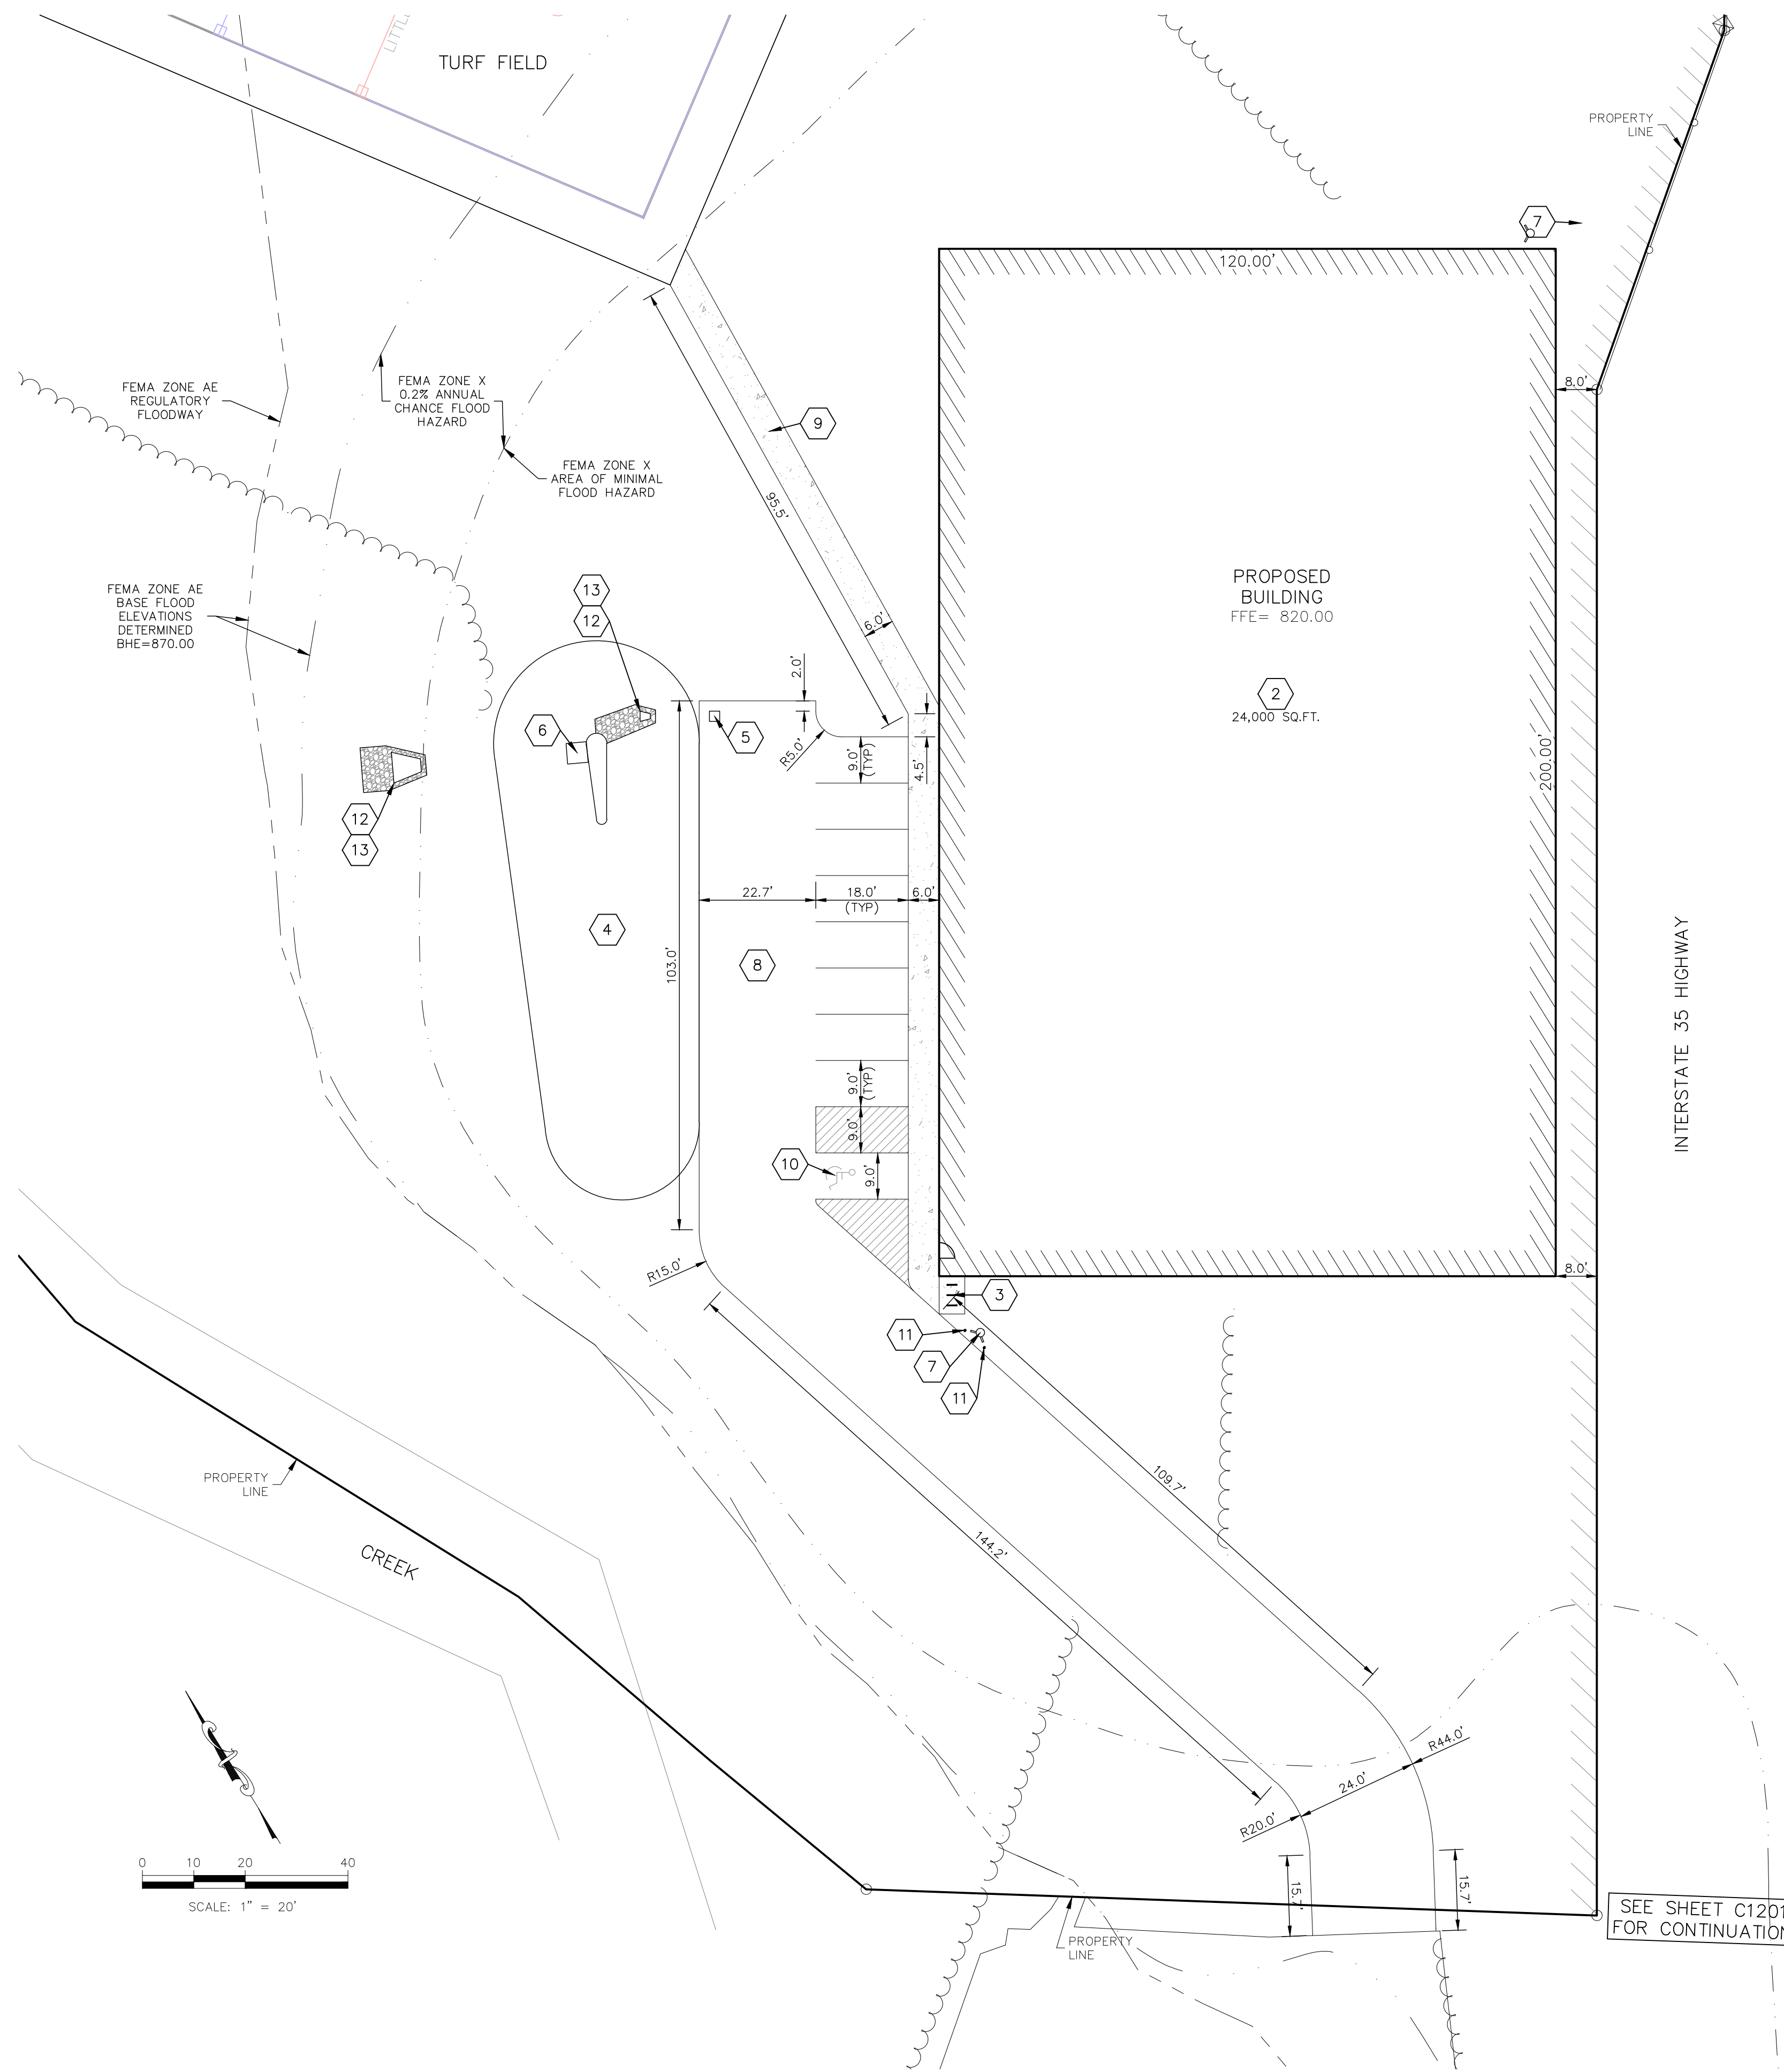 LITTL
TURF FIELD
PROPERTY
LINE
7
120.00'
8.0'
FEMA ZONE AE
REGULATORY
FLOODWAY
FEMA ZONE X
0.2% ANNUAL
CHANCE FLOOD
HAZARD
9
FEMA ZONE X
AREA OF MINIMAL
FLOOD HAZARD
95.5'
FEMA ZONE AE
BASE FLOOD
ELEVATIONS
DETERMINED
BHE=870.00
13
12
6.0'
PROPOSED
BUILDING
FFE= 820.00
2
24,000 SQ.FT.
2.0'
6
5
R5.0'
9.0'
(TYP)
4.5'
200.00'
12
13
22.7'
18.0'
(TYP)
6.0'
4
103.0'
8
INTERSTATE 35 HIGHWAY
9.0'
(TYP)
9.0'
10
9.0'
R15.0'
8.0'
3
11
7
11
109.7'
144.2'
PROPERTY
LINE
CREEK
R44.0'
24.0'
R20.0'
15.7'
15.7'
0 10 20 40
SCALE: 1" = 20'
PROPERTY
LINE
SEE SHEET C1201
FOR CONTINUATION